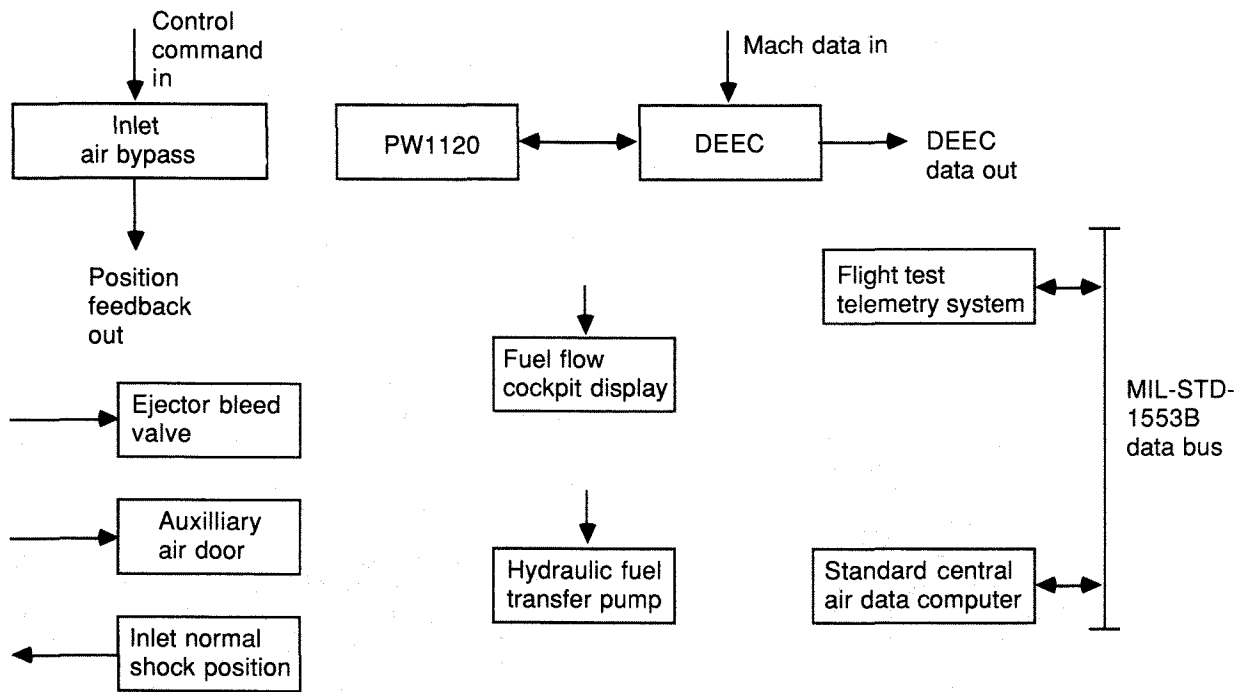 Control
command
in
Inlet
air bypass
Position
feedback
out
PW1120
Mach data in
DEEC
DEEC
data out
Flight test
telemetry system
Fuel flow
cockpit display
MIL-STD-
1553B
data bus
Ejector bleed
valve
Auxilliary
air door
Hydraulic fuel
transfer pump
Standard central
air data computer
Inlet normal
shock position